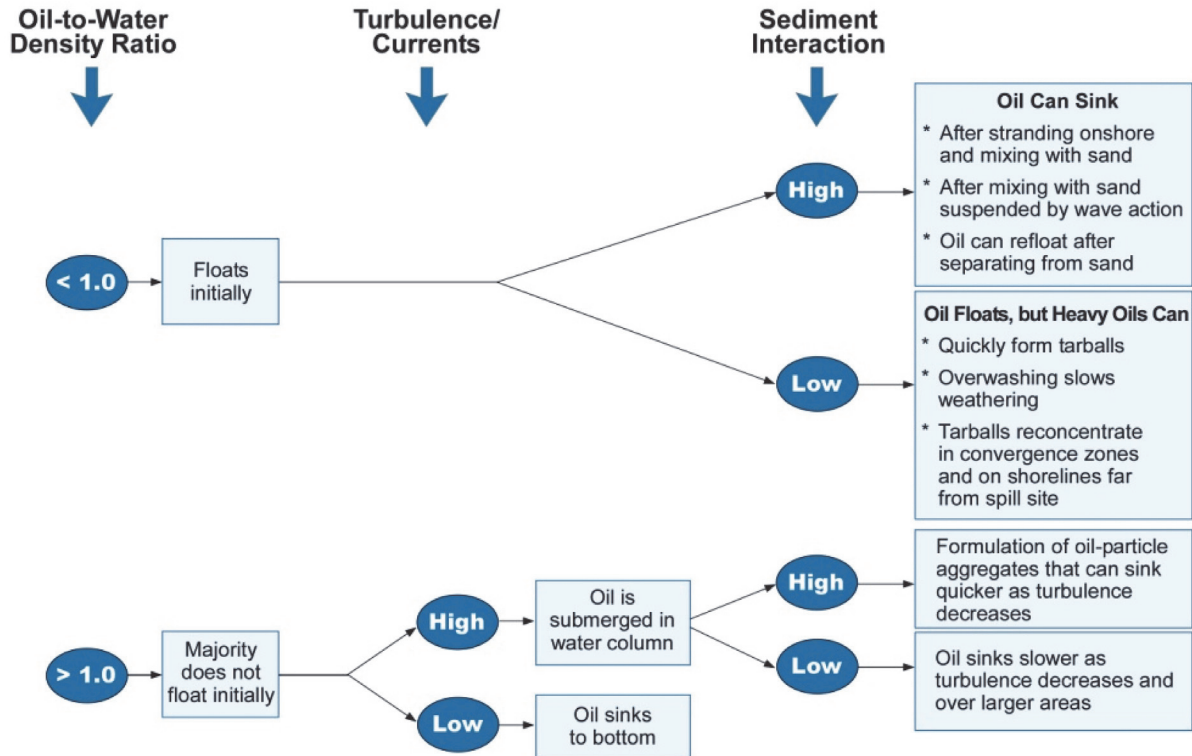 Oil-to-Water
Density Ratio
Turbulence/
Currents
Sediment
Interaction
< 1.0
Floats
initially
High
Oil Can Sink
* After stranding onshore
and mixing with sand
* After mixing with sand
suspended by wave action
* Oil can refloat after
separating from sand
Low
Oil Floats, but Heavy Oils Can
* Quickly form tarballs
* Overwashing slows
weathering
* Tarballs reconcentrate
in convergence zones
and on shorelines far
from spill site
> 1.0
Majority
does not
float initially
High
Oil is
submerged in
water column
High
Formulation of oil-particle
aggregates that can sink
quicker as turbulence
decreases
Low
Oil sinks slower as
turbulence decreases and
over larger areas
Low
Oil sinks
to bottom